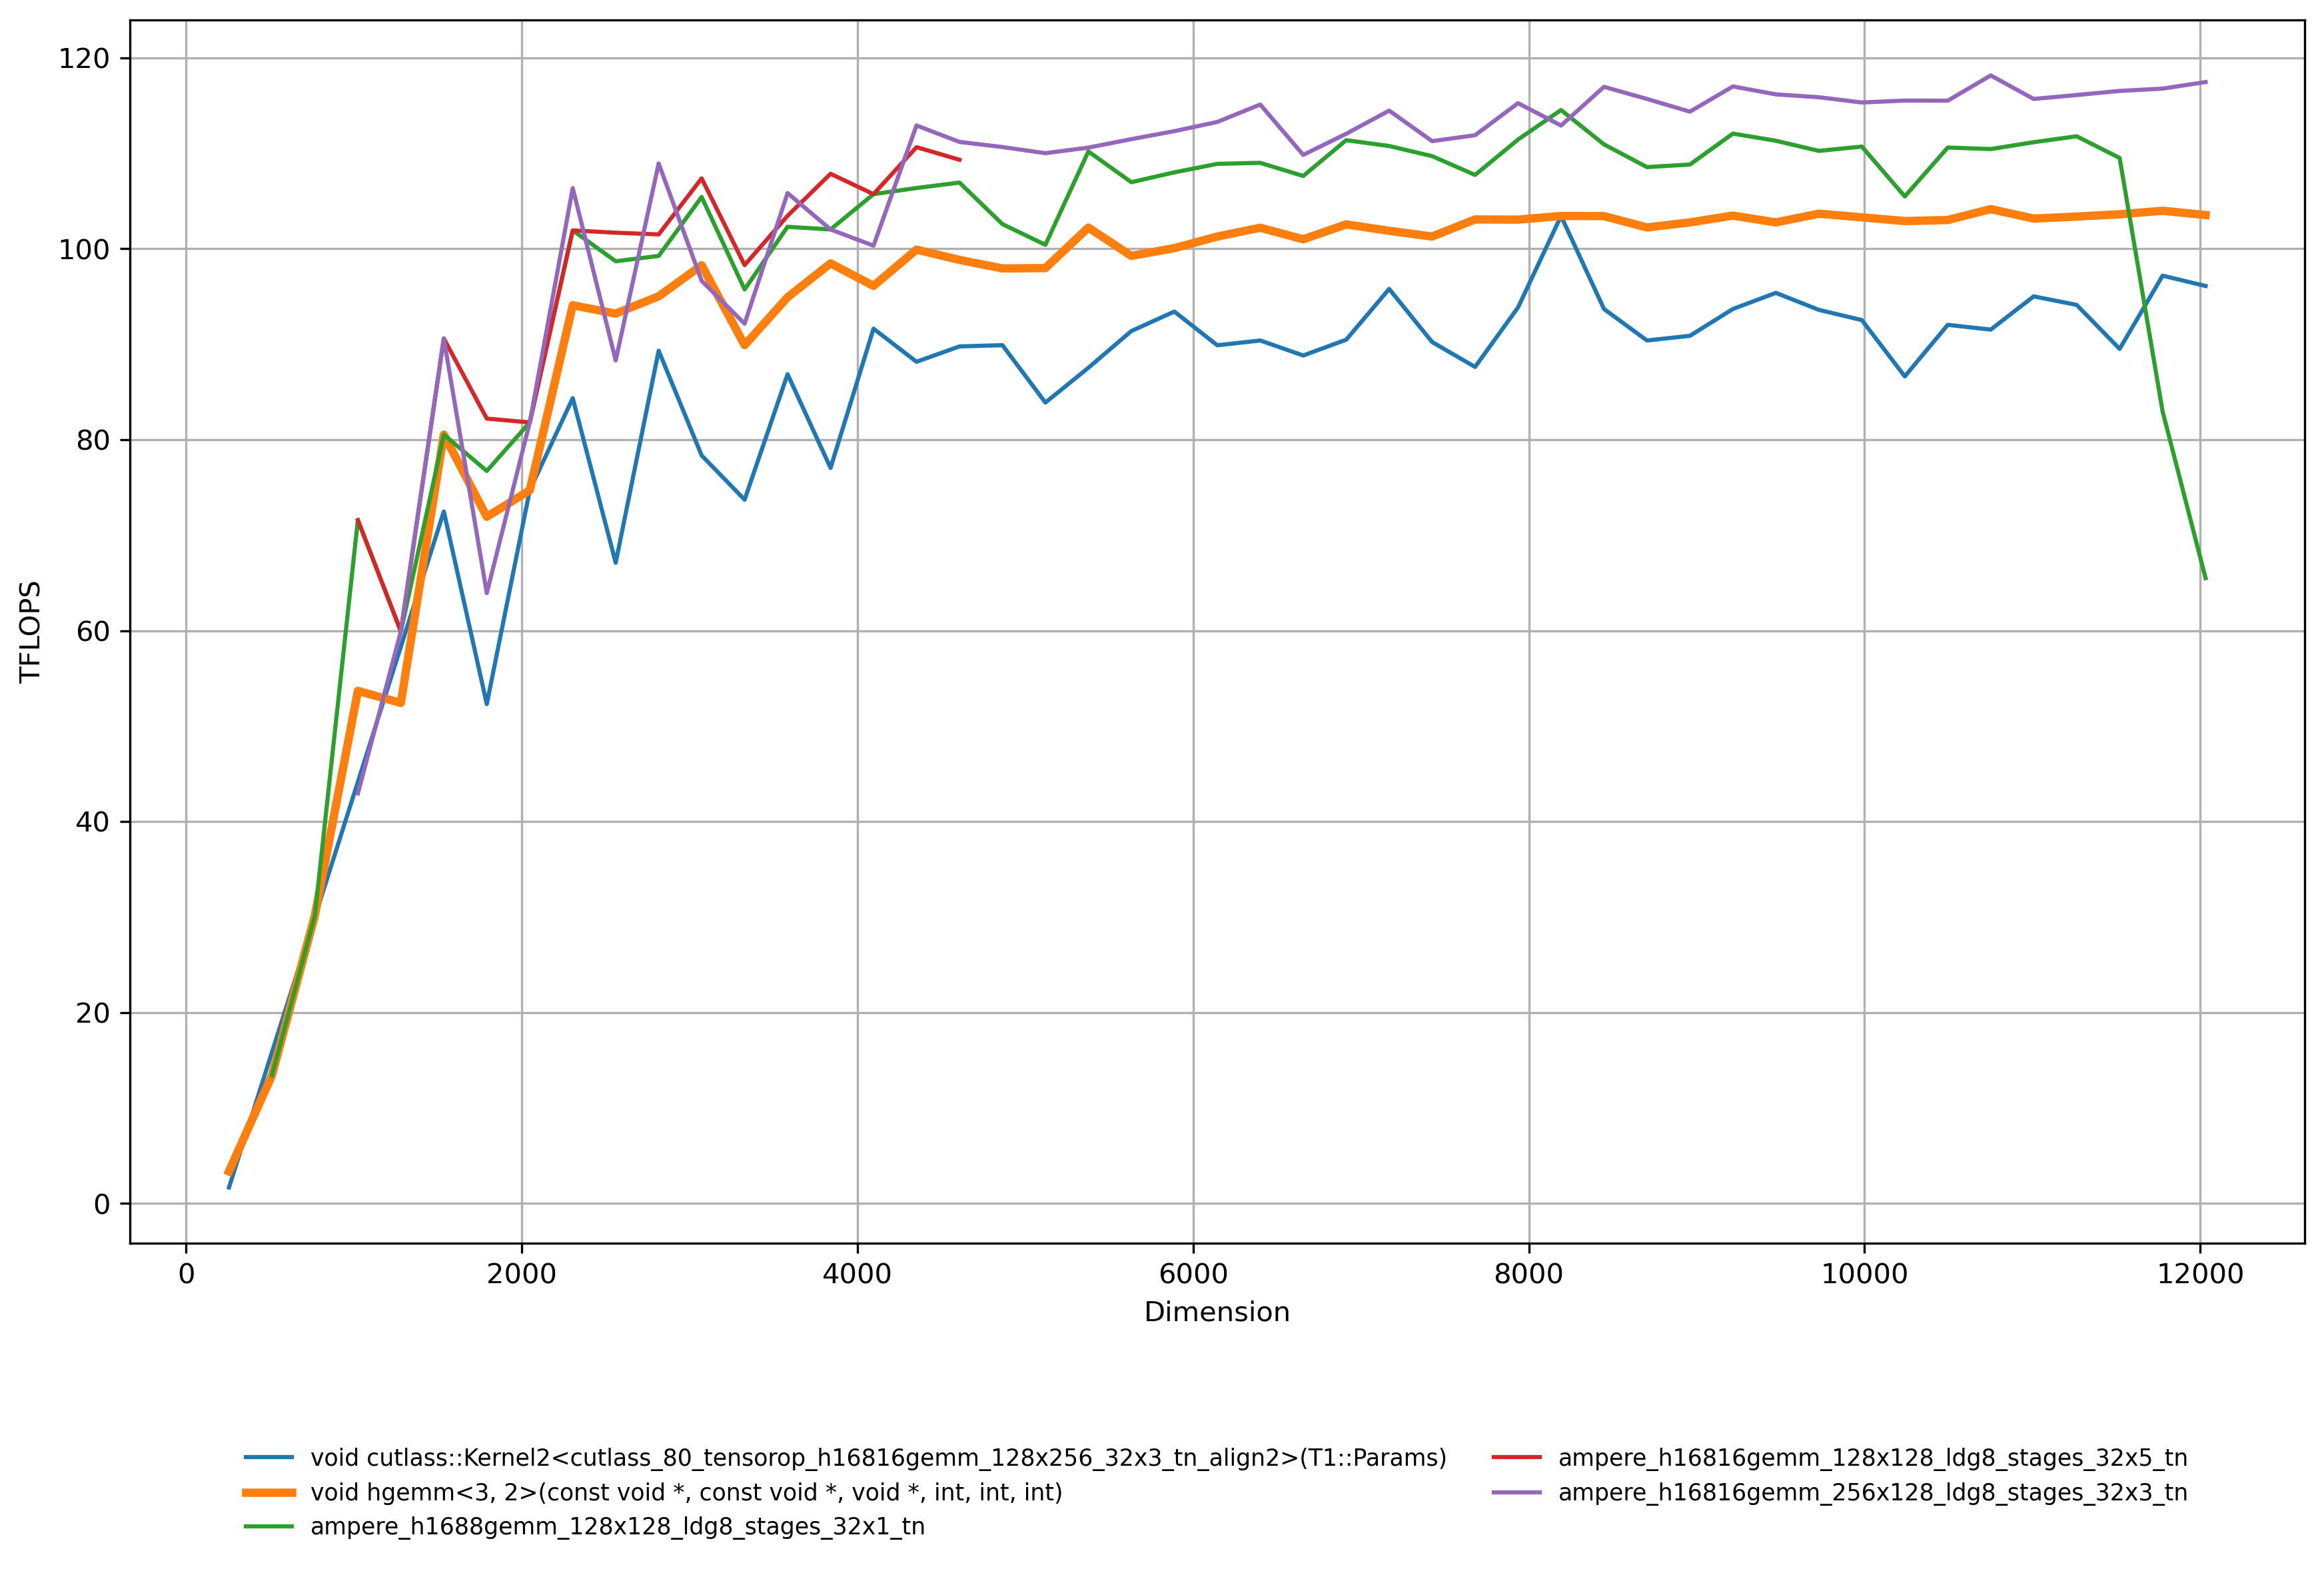 120
100
80
60
40
20
0
TFLOPS
0 2000 4000 6000 8000 10000 12000
Dimension
void cutlass::Kernel2<cutlass_80_tensorop_h16816gemm_128x256_32x3_tn_align2>(T1::Params)
void hgemm<3, 2>(const void *, const void *, void *, int, int, int)
ampere_h1688gemm_128x128_ldg8_stages_32x1_tn
ampere_h16816gemm_128x128_ldg8_stages_32x5_tn
ampere_h16816gemm_256x128_ldg8_stages_32x3_tn